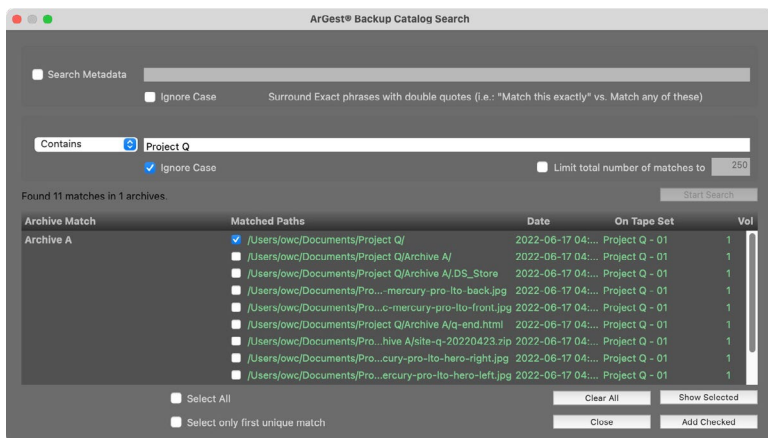 ArGest® Backup Catalog Search
Search Metadata
Ignore Case Surround Exact phrases with double quotes (i.e.: "Match this exactly" vs. Match any of these)
Contains Project Q
Ignore Case Limit total number of matches to 250
Found 11 matches in 1 archives. Start Search
Archive Match Matched Paths Date On Tape Set Vol
Archive A /Users/owc/Documents/Project Q/ 2022-06-17 04:... Project Q - 01 1
/Users/owc/Documents/Project Q/Archive A/ 2022-06-17 04:... Project Q - 01 1
/Users/owc/Documents/Project Q/Archive A/.DS_Store 2022-06-17 04:... Project Q - 01 1
/Users/owc/Documents/Pro...-mercury-pro-lto-back.jpg 2022-06-17 04:... Project Q - 01 1
/Users/owc/Documents/Pro...c-mercury-pro-lto-front.jpg 2022-06-17 04:... Project Q - 01 1
/Users/owc/Documents/Project Q/Archive A/q-end.html 2022-06-17 04:... Project Q - 01 1
/Users/owc/Documents/Pro...hive A/site-q-20220423.zip 2022-06-17 04:... Project Q - 01 1
/Users/owc/Documents/Pro...cury-pro-lto-hero-right.jpg 2022-06-17 04:... Project Q - 01 1
/Users/owc/Documents/Pro...ercury-pro-lto-hero-left.jpg 2022-06-17 04:... Project Q - 01 1
Select All Clear All Show Selected
Select only first unique match Close Add Checked